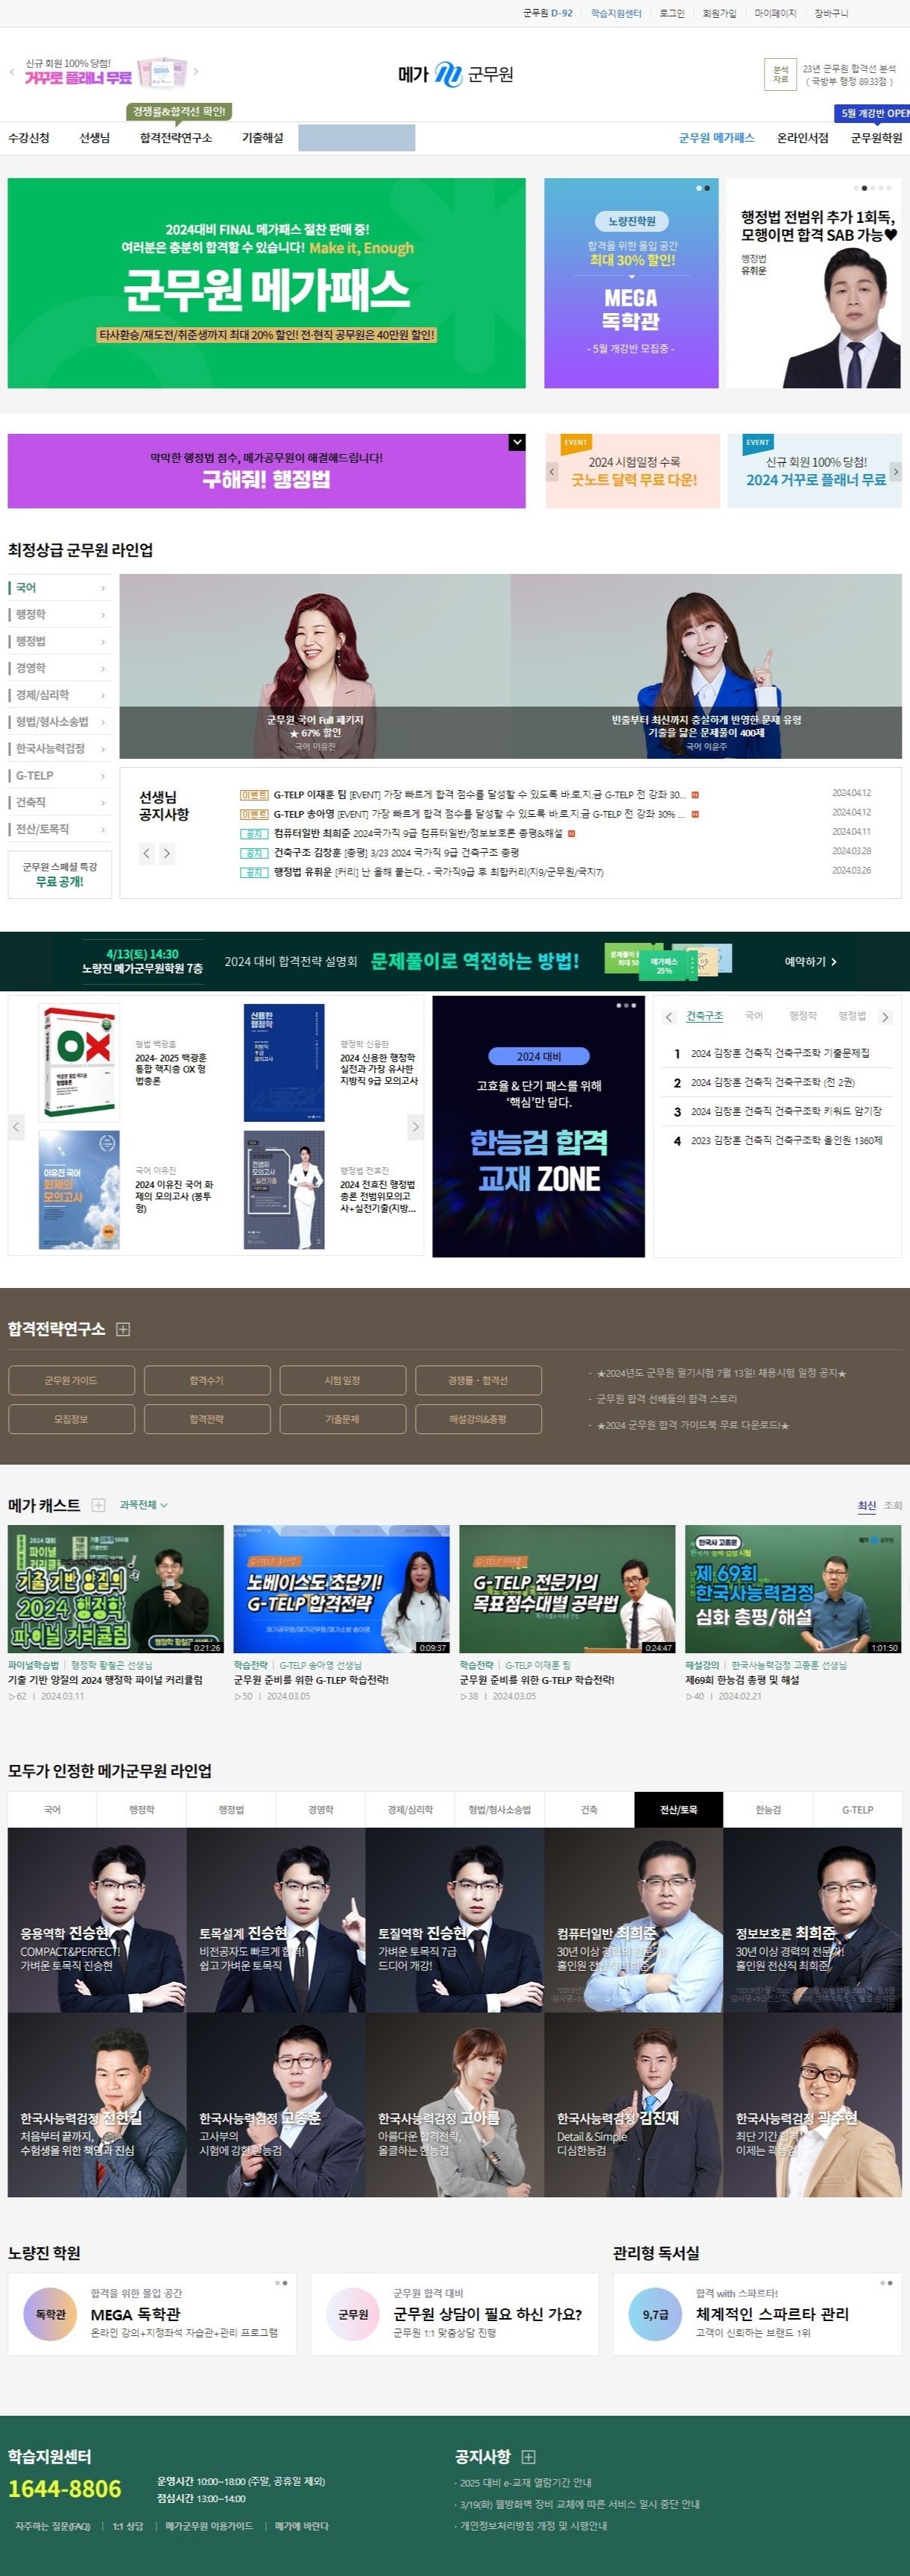 군무원 D-92
학습지원센터
로그인
회원가입
마이페이지
장바구니
신규 회원 100% 당첨!
거꾸로 플래너 무료
메가 군무원
분석
자료
23년 군무원 합격선 분석
( 국방부 행정 89.33점 )
경쟁률&합격선 확인!
5월 개강반 OPEN
수강신청
선생님
합격전략연구소
기출해설
군무원 메가패스
온라인서점
군무원학원
2024대비 FINAL 메가패스 절찬 판매 중!
여러분은 충분히 합격할 수 있습니다! Make it, Enough
군무원 메가패스
타사환승/재도전/취준생까지 최대 20% 할인! 전·현직 공무원은 40만원 할인!
노량진학원
합격을 위한 몰입 공간
최대 30% 할인!
MEGA
독학관
- 5월 개강반 모집중 -
행정법 전범위 추가 1회독,
모행이면 합격 SAB 가능♥
행정법
유휘운
막막한 행정법 점수, 메가공무원이 해결해드립니다!
구해줘! 행정법
EVENT
2024 시험일정 수록
굿노트 달력 무료 다운!
EVENT
신규 회원 100% 당첨!
2024 거꾸로 플래너 무료
최정상급 군무원 라인업
국어
행정학
행정법
경영학
경제/심리학
형법/형사소송법
한국사능력검정
G-TELP
건축직
전산/토목직
군무원 스페셜 특강
무료 공개!
군무원 국어 Full 패키지
★ 67% 할인
국어 이유진
빈출부터 최신까지 충실하게 반영한 문제 유형
기출을 닮은 문제풀이 400제
국어 이윤주
선생님
공지사항
이벤트 G-TELP 이재훈 팀 [EVENT] 가장 빠르게 합격 점수를 달성할 수 있도록 바.로.지.금 G-TELP 전 강좌 30... 2024.04.12
이벤트 G-TELP 송아영 [EVENT] 가장 빠르게 합격 점수를 달성할 수 있도록 바.로.지.금 G-TELP 전 강좌 30% ... 2024.04.12
공지 컴퓨터일반 최희준 2024국가직 9급 컴퓨터일반/정보보호론 총평&해설 2024.04.11
공지 건축구조 김창훈 [총평] 3/23 2024 국가직 9급 건축구조 총평 2024.03.28
공지 행정법 유휘운 [커리] 난 올해 붙는다. - 국가직9급 후 최합커리(지9/군무원/국지7) 2024.03.26
4/13(토) 14:30
노량진 메가군무원학원 7층
2024 대비 합격전략 설명회
문제풀이로 역전하는 방법!
메가패스
25%
예약하기
형법 백광훈
2024- 2025 백광훈
통합 핵지총 OX 형
법총론
행정학 신용한
2024 신용한 행정학
실전과 가장 유사한
지방직 9급 모의고사
국어 이유진
2024 이유진 국어 화
제의 모의고사 (봉투
형)
행정법 전효진
2024 전효진 행정법
총론 전범위모의고
사+실전기출(지방...
2024 대비
고효율 & 단기 패스를 위해
‘핵심’만 담다.
한능검 합격
교재 ZONE
건축구조
국어
행정학
행정법
1 2024 김창훈 건축직 건축구조학 기출문제집
2 2024 김창훈 건축직 건축구조학 (전 2권)
3 2024 김창훈 건축직 건축구조학 키워드 암기장
4 2023 김창훈 건축직 건축구조학 올인원 1360제
합격전략연구소
군무원 가이드
합격수기
시험 일정
경쟁률・합격선
모집정보
합격전략
기출문제
해설강의&총평
- ★2024년도 군무원 필기시험 7월 13일! 채용시험 일정 공지★
- 군무원 합격 선배들의 합격 스토리
- ★2024 군무원 합격 가이드북 무료 다운로드!★
메가 캐스트
과목전체
최신
조회
기출 기반 양질의
2024 행정학
파이널 커리큘럼
0:21:26
노베이스도 초단기!
G-TELP 합격전략
0:09:37
G-TELP 전문가의
목표점수대별 공략법
0:24:47
한국사 고종훈
제 69회
한국사능력검정
심화 총평/해설
1:01:50
파이널학습법 | 행정학 황철곤 선생님
기출 기반 양질의 2024 행정학 파이널 커리큘럼
▷62 | 2024.03.11
학습전략 | G-TELP 송아영 선생님
군무원 준비를 위한 G-TLEP 학습전략!
▷50 | 2024.03.05
학습전략 | G-TELP 이재훈 팀
군무원 준비를 위한 G-TELP 학습전략!
▷38 | 2024.03.05
해설강의 | 한국사능력검정 고종훈 선생님
제69회 한능검 총평 및 해설
▷40 | 2024.02.21
모두가 인정한 메가군무원 라인업
국어
행정학
행정법
경영학
경제/심리학
형법/형사소송법
건축
전산/토목
한능검
G-TELP
응용역학 진승현
COMPACT&PERFECT!
가벼운 토목직 진승현
토목설계 진승현
비전공자도 빠르게 합격!
쉽고 가벼운 토목직
토질역학 진승현
가벼운 토목직 7급
드디어 개강!
컴퓨터일반 최희준
30년 이상 경력의 전문가!
홀인원 전산직 최희준
정보보호론 최희준
30년 이상 경력의 전문가!
홀인원 전산직 최희준
한국사능력검정 전한길
처음부터 끝까지,
수험생을 위한 책임과 진심
한국사능력검정 고종훈
고사부의
시험에 강한 한능검
한국사능력검정 고아름
아름다운 합격전략,
올클하는 한능검
한국사능력검정 김진재
Detail & Simple
디심한능검
한국사능력검정 곽주현
최단 기간 합격
이제는 곽능검
노량진 학원
관리형 독서실
독학관
합격을 위한 몰입 공간
MEGA 독학관
온라인 강의+지정좌석 자습관+관리 프로그램
군무원
군무원 합격 대비
군무원 상담이 필요 하신 가요?
군무원 1:1 맞춤상담 진행
9,7급
합격 with 스파르타!
체계적인 스파르타 관리
고객이 신뢰하는 브랜드 1위
학습지원센터
1644-8806
운영시간 10:00~18:00 (주말, 공휴일 제외)
점심시간 13:00~14:00
자주하는 질문(FAQ)
1:1 상담
메가군무원 이용가이드
메가에 바란다
공지사항
· 2025 대비 e-교재 열람기간 안내
· 3/19(화) 웹방화벽 장비 교체에 따른 서비스 일시 중단 안내
· 개인정보처리방침 개정 및 시행안내